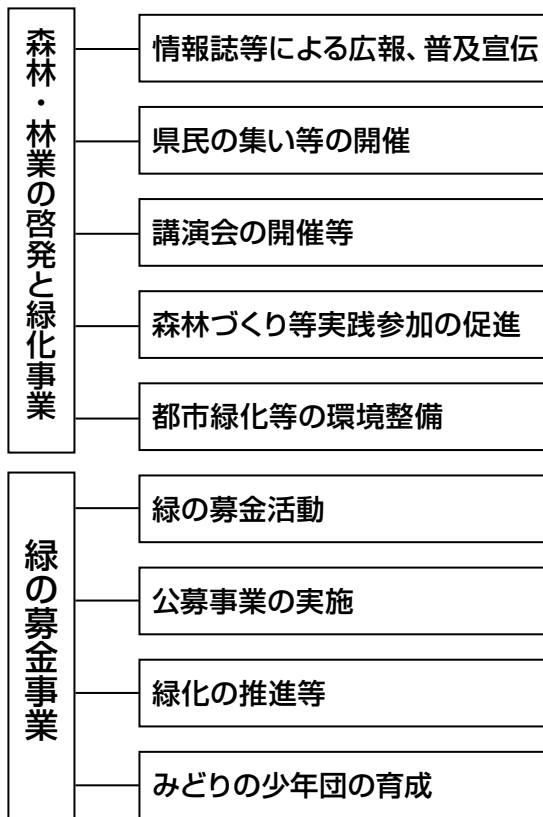 森林・林業の啓発と緑化事業
情報誌等による広報、普及宣伝
県民の集い等の開催
講演会の開催等
森林づくり等実践参加の促進
都市緑化等の環境整備
緑の募金事業
緑の募金活動
公募事業の実施
緑化の推進等
みどりの少年団の育成